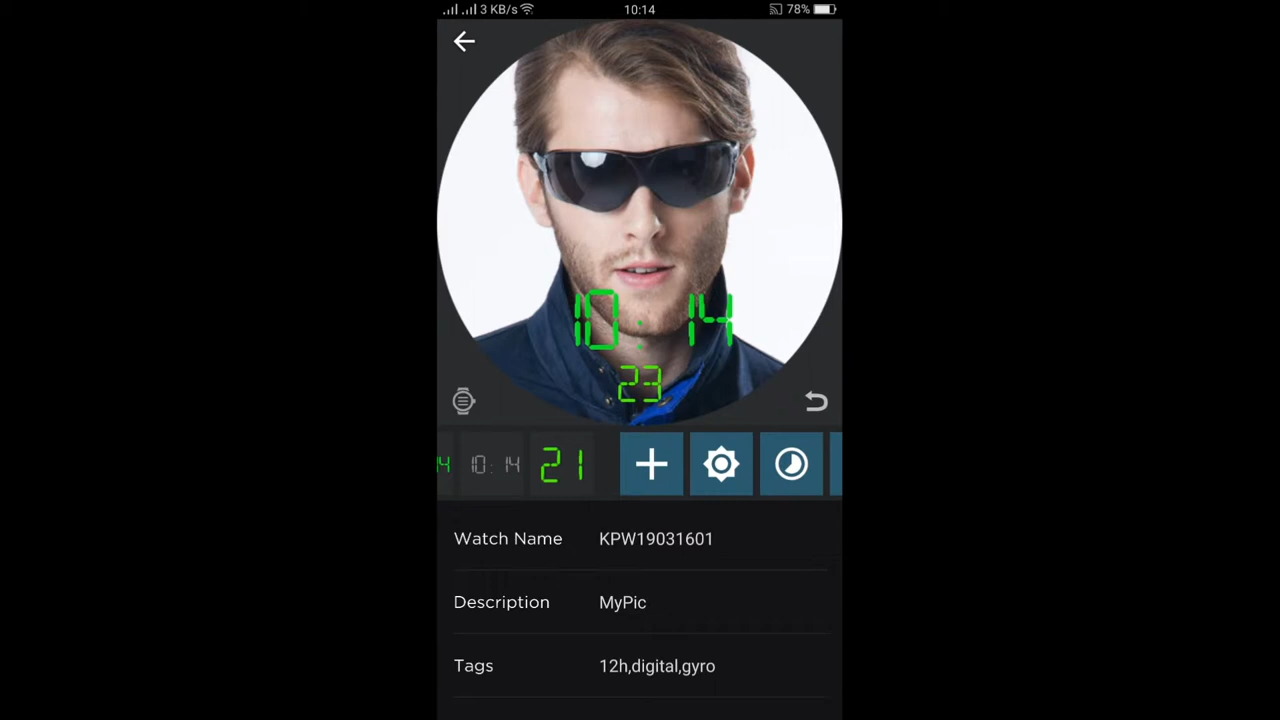 3 KB/s 10:14 78%
10:14
23
14 10:14 21
Watch Name KPW19031601
Description MyPic
Tags 12h,digital,gyro